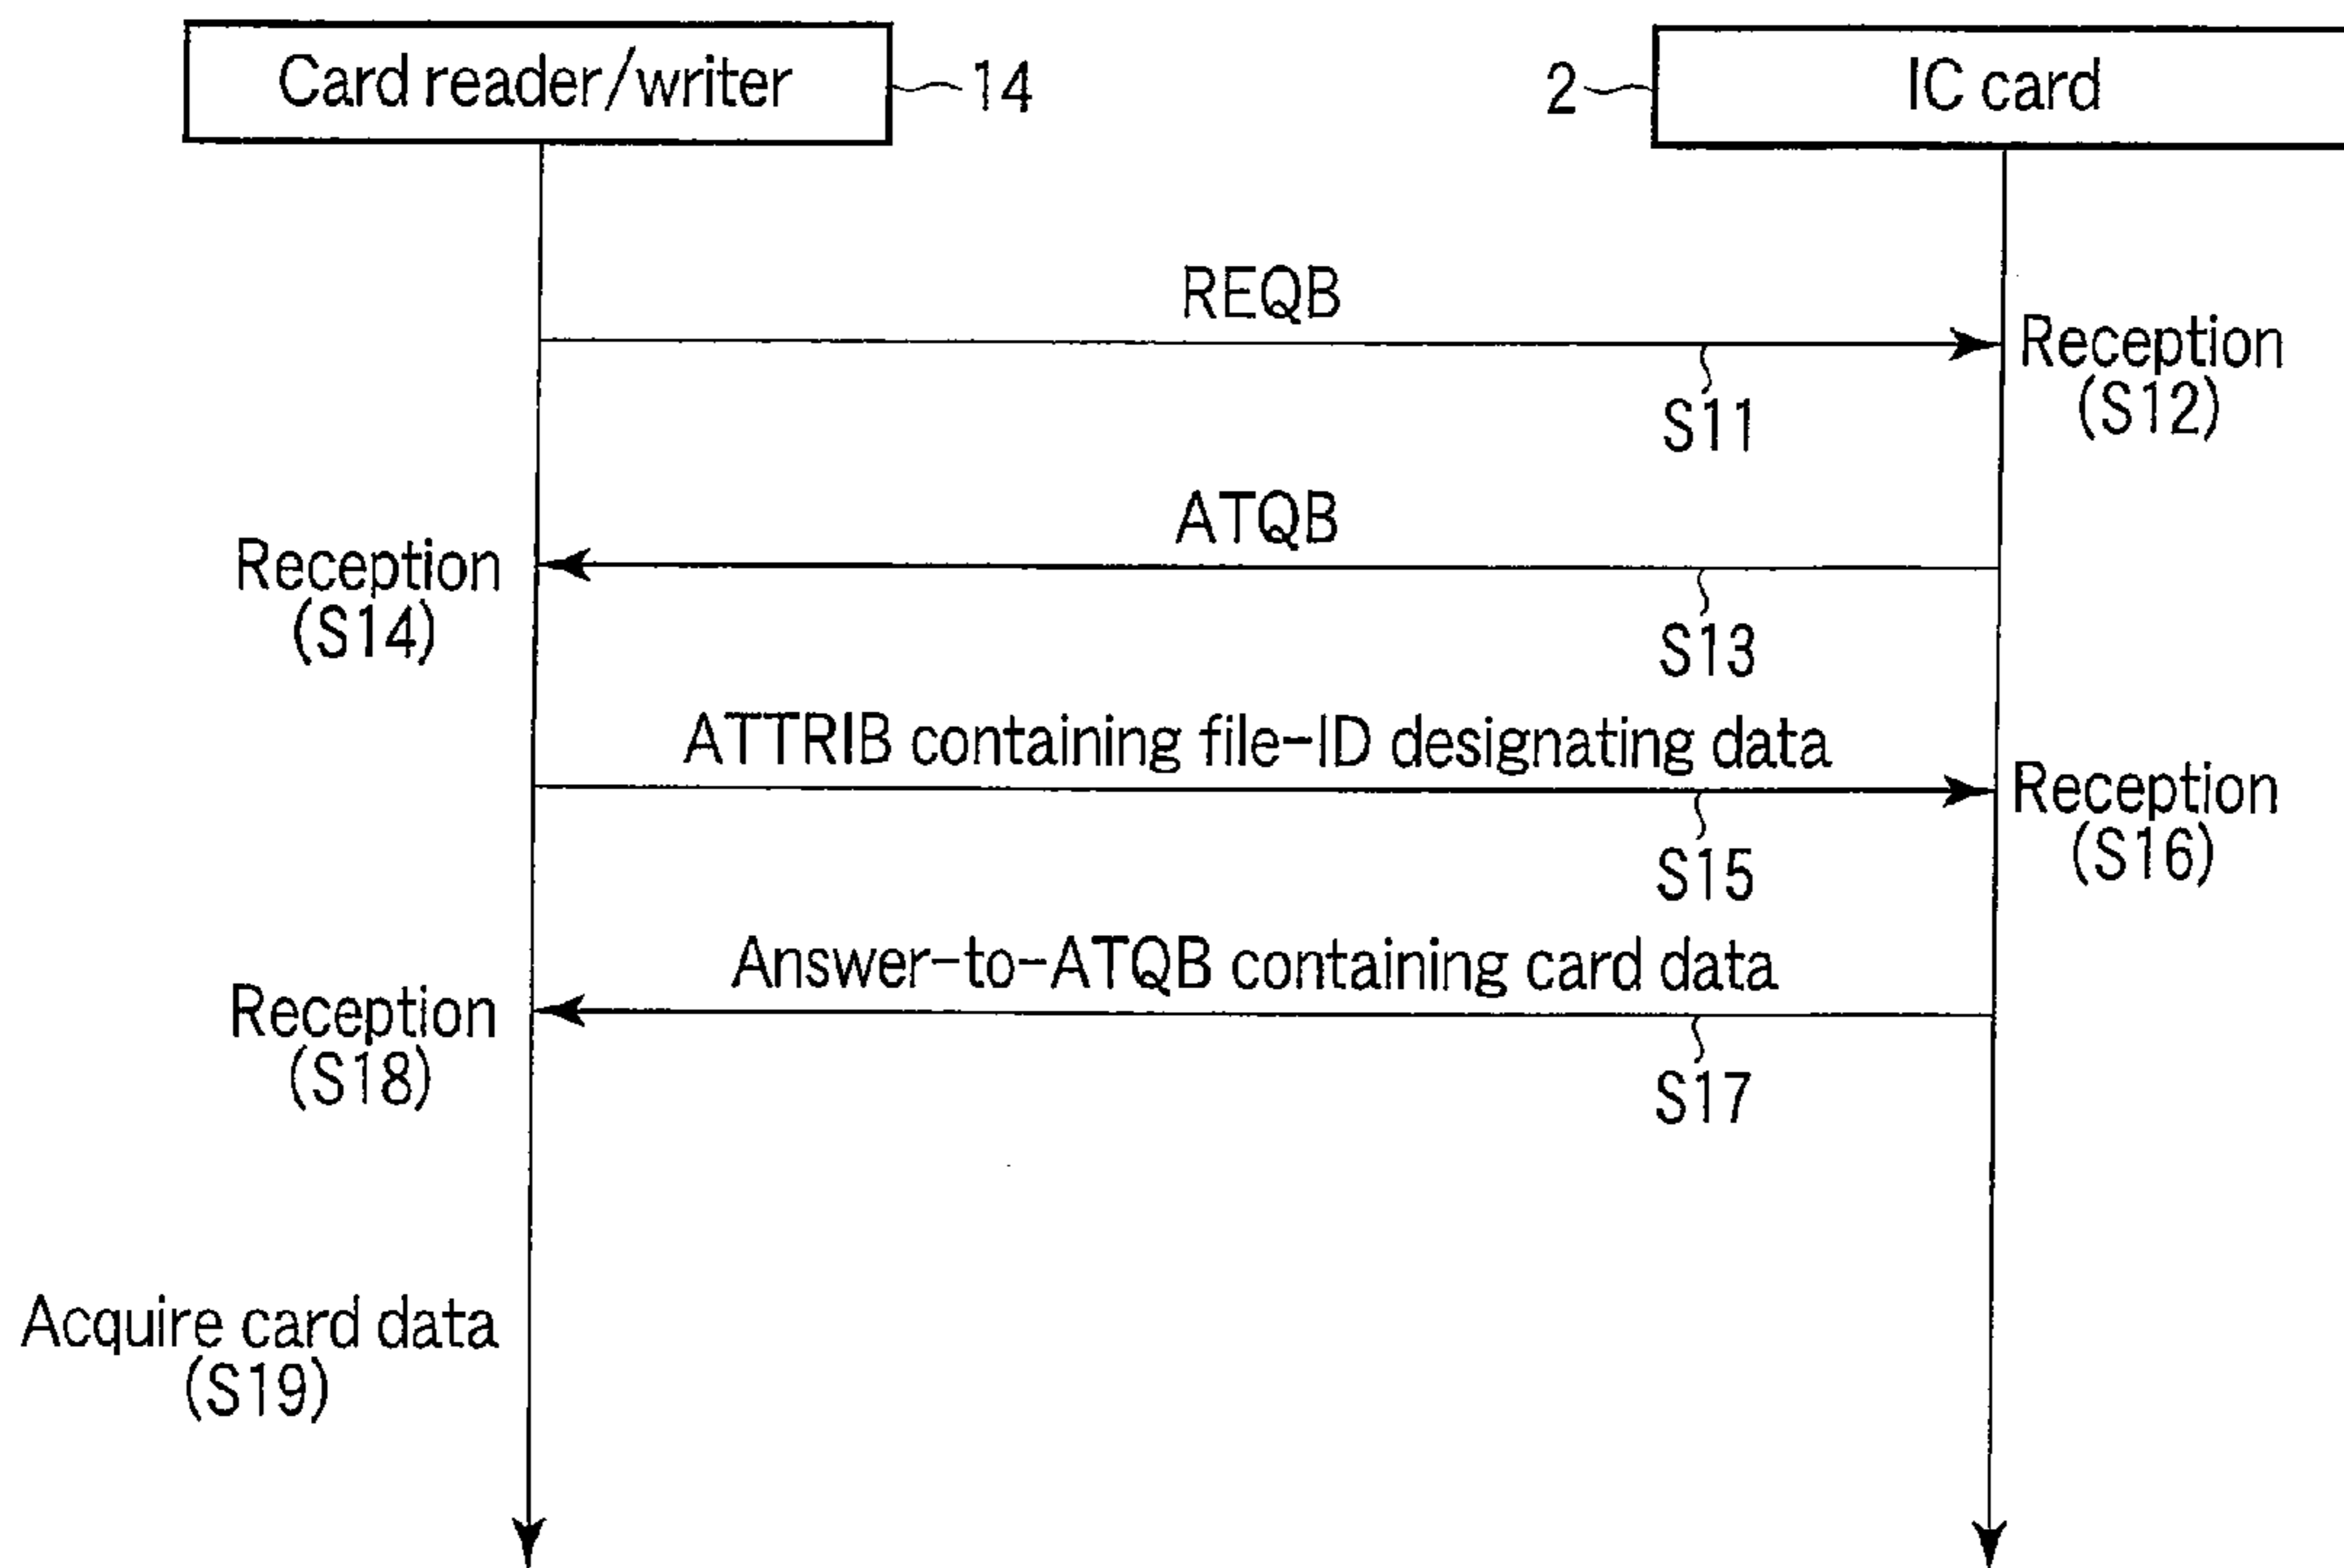 Card reader/writer
14
2
IC card
REQB
Reception
(S12)
S11
ATQB
Reception
(S14)
S13
ATTRIB containing file-ID designating data
Reception
(S16)
S15
Answer-to-ATQB containing card data
Reception
(S18)
S17
Acquire card data
(S19)